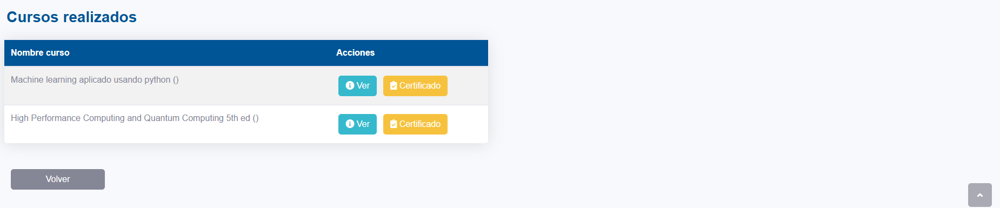 Cursos realizados
Nombre curso Acciones
Machine learning aplicado usando python () Ver Certificado
High Performance Computing and Quantum Computing 5th ed () Ver Certificado
Volver